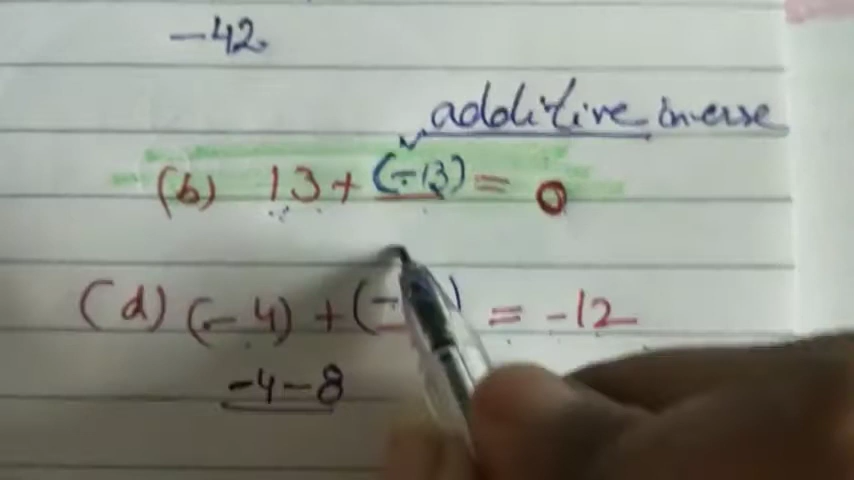 -42
additive inverse
(b) 13 + (-13) = 0
(d) (-4) + (- ) = -12
-4-8